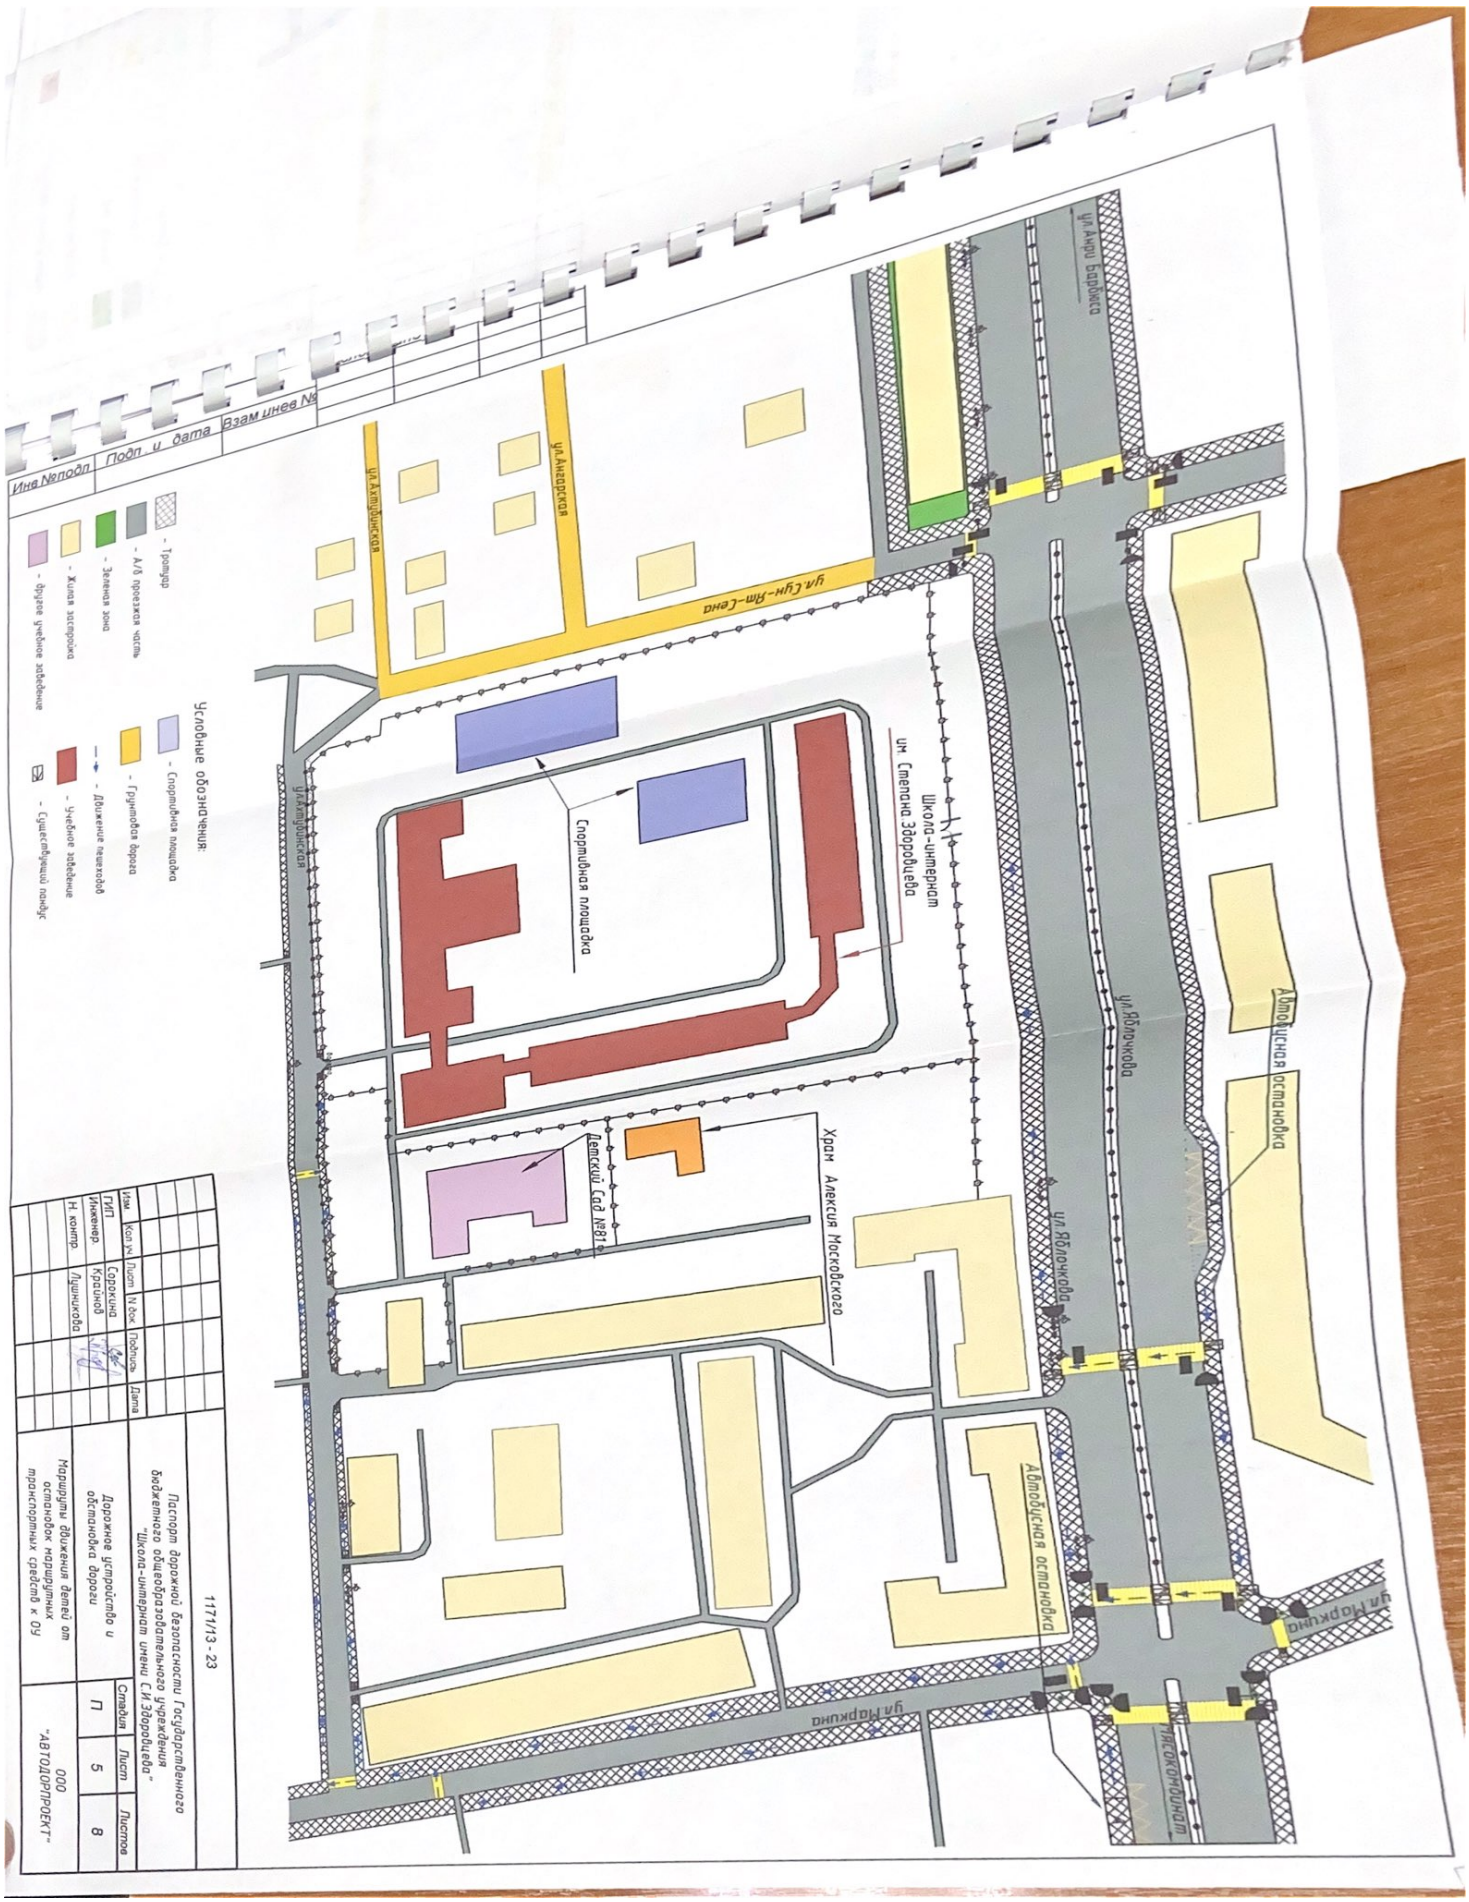 ул.Анри Барбюса
ул.Яблочкова
ул.Яблочкова
Автобусная остановка
Автобусная остановка
ул.Маркина
ул.Маркина
Мясокомбинат
ул.Сун-Ят-Сена
ул.Ангарская
ул.Ахтубинская
ул.Ахтубинская
Школа-интернат
им Степана Здоровцева
Спортивная площадка
Храм Алексия Московского
Детский Сад №81
Условные обозначения:
- Тротуар
- А/б проезжая часть
- Зеленая зона
- Жилая застройка
- другое учебное заведение
- Спортивная площадка
- Грунтовая дорога
- Движение пешеходов
- Учебное заведение
- Существующий пандус
Взам инев №
Подп. и дата
Инв №подл
1171/13 - 23
Паспорт дорожной безопасности Государственного
бюджетного общеобразовательного учреждения
"Школа-интернат имени С.И.Здоровцева"
Изм. Кол уч Лист N док. Подпись Дата
ГИП Сорокина
Инженер. Крайнов
Н. контр. Лушникова
Дорожное устройство и
обстановка дороги
Стадия Лист Листов
П 5 8
Маршруты движения детей от
остановок маршрутных
транспортных средств к ОУ
ООО
"АВТОДОРПРОЕКТ"